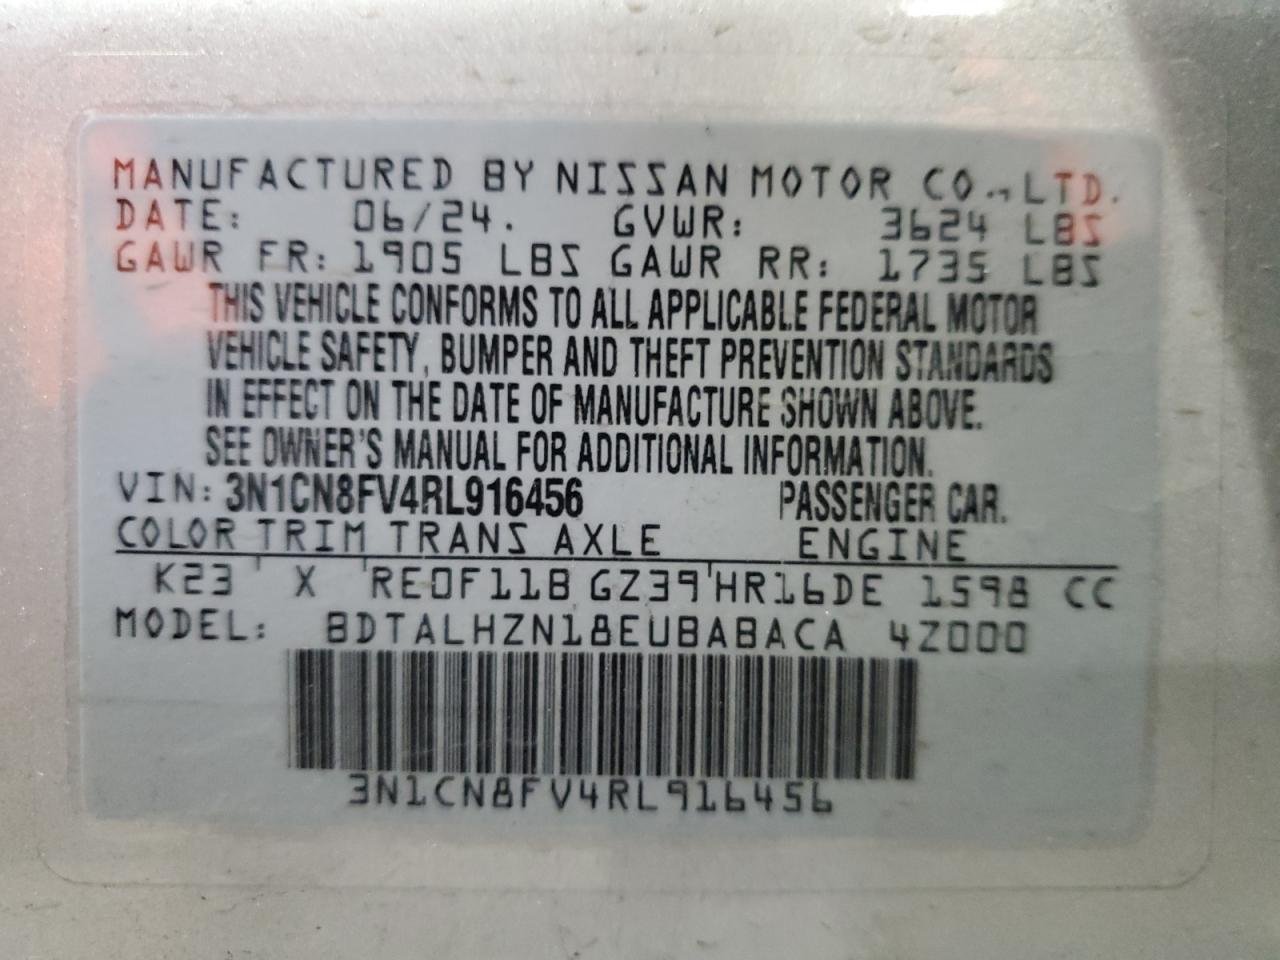 MANUFACTURED BY NISSAN MOTOR CO., LTD.
DATE: 06/24. GVWR: 3624 LBS
GAWR FR: 1905 LBS GAWR RR: 1735 LBS
THIS VEHICLE CONFORMS TO ALL APPLICABLE FEDERAL MOTOR
VEHICLE SAFETY, BUMPER AND THEFT PREVENTION STANDARDS
IN EFFECT ON THE DATE OF MANUFACTURE SHOWN ABOVE.
SEE OWNER'S MANUAL FOR ADDITIONAL INFORMATION.
VIN: 3N1CN8FV4RL916456 PASSENGER CAR.
COLOR TRIM TRANS AXLE ENGINE
K23 X RE0F11B GZ39 HR16DE 1598 CC
MODEL: BDTALHZN18EUBABACA 4Z000
3N1CN8FV4RL916456